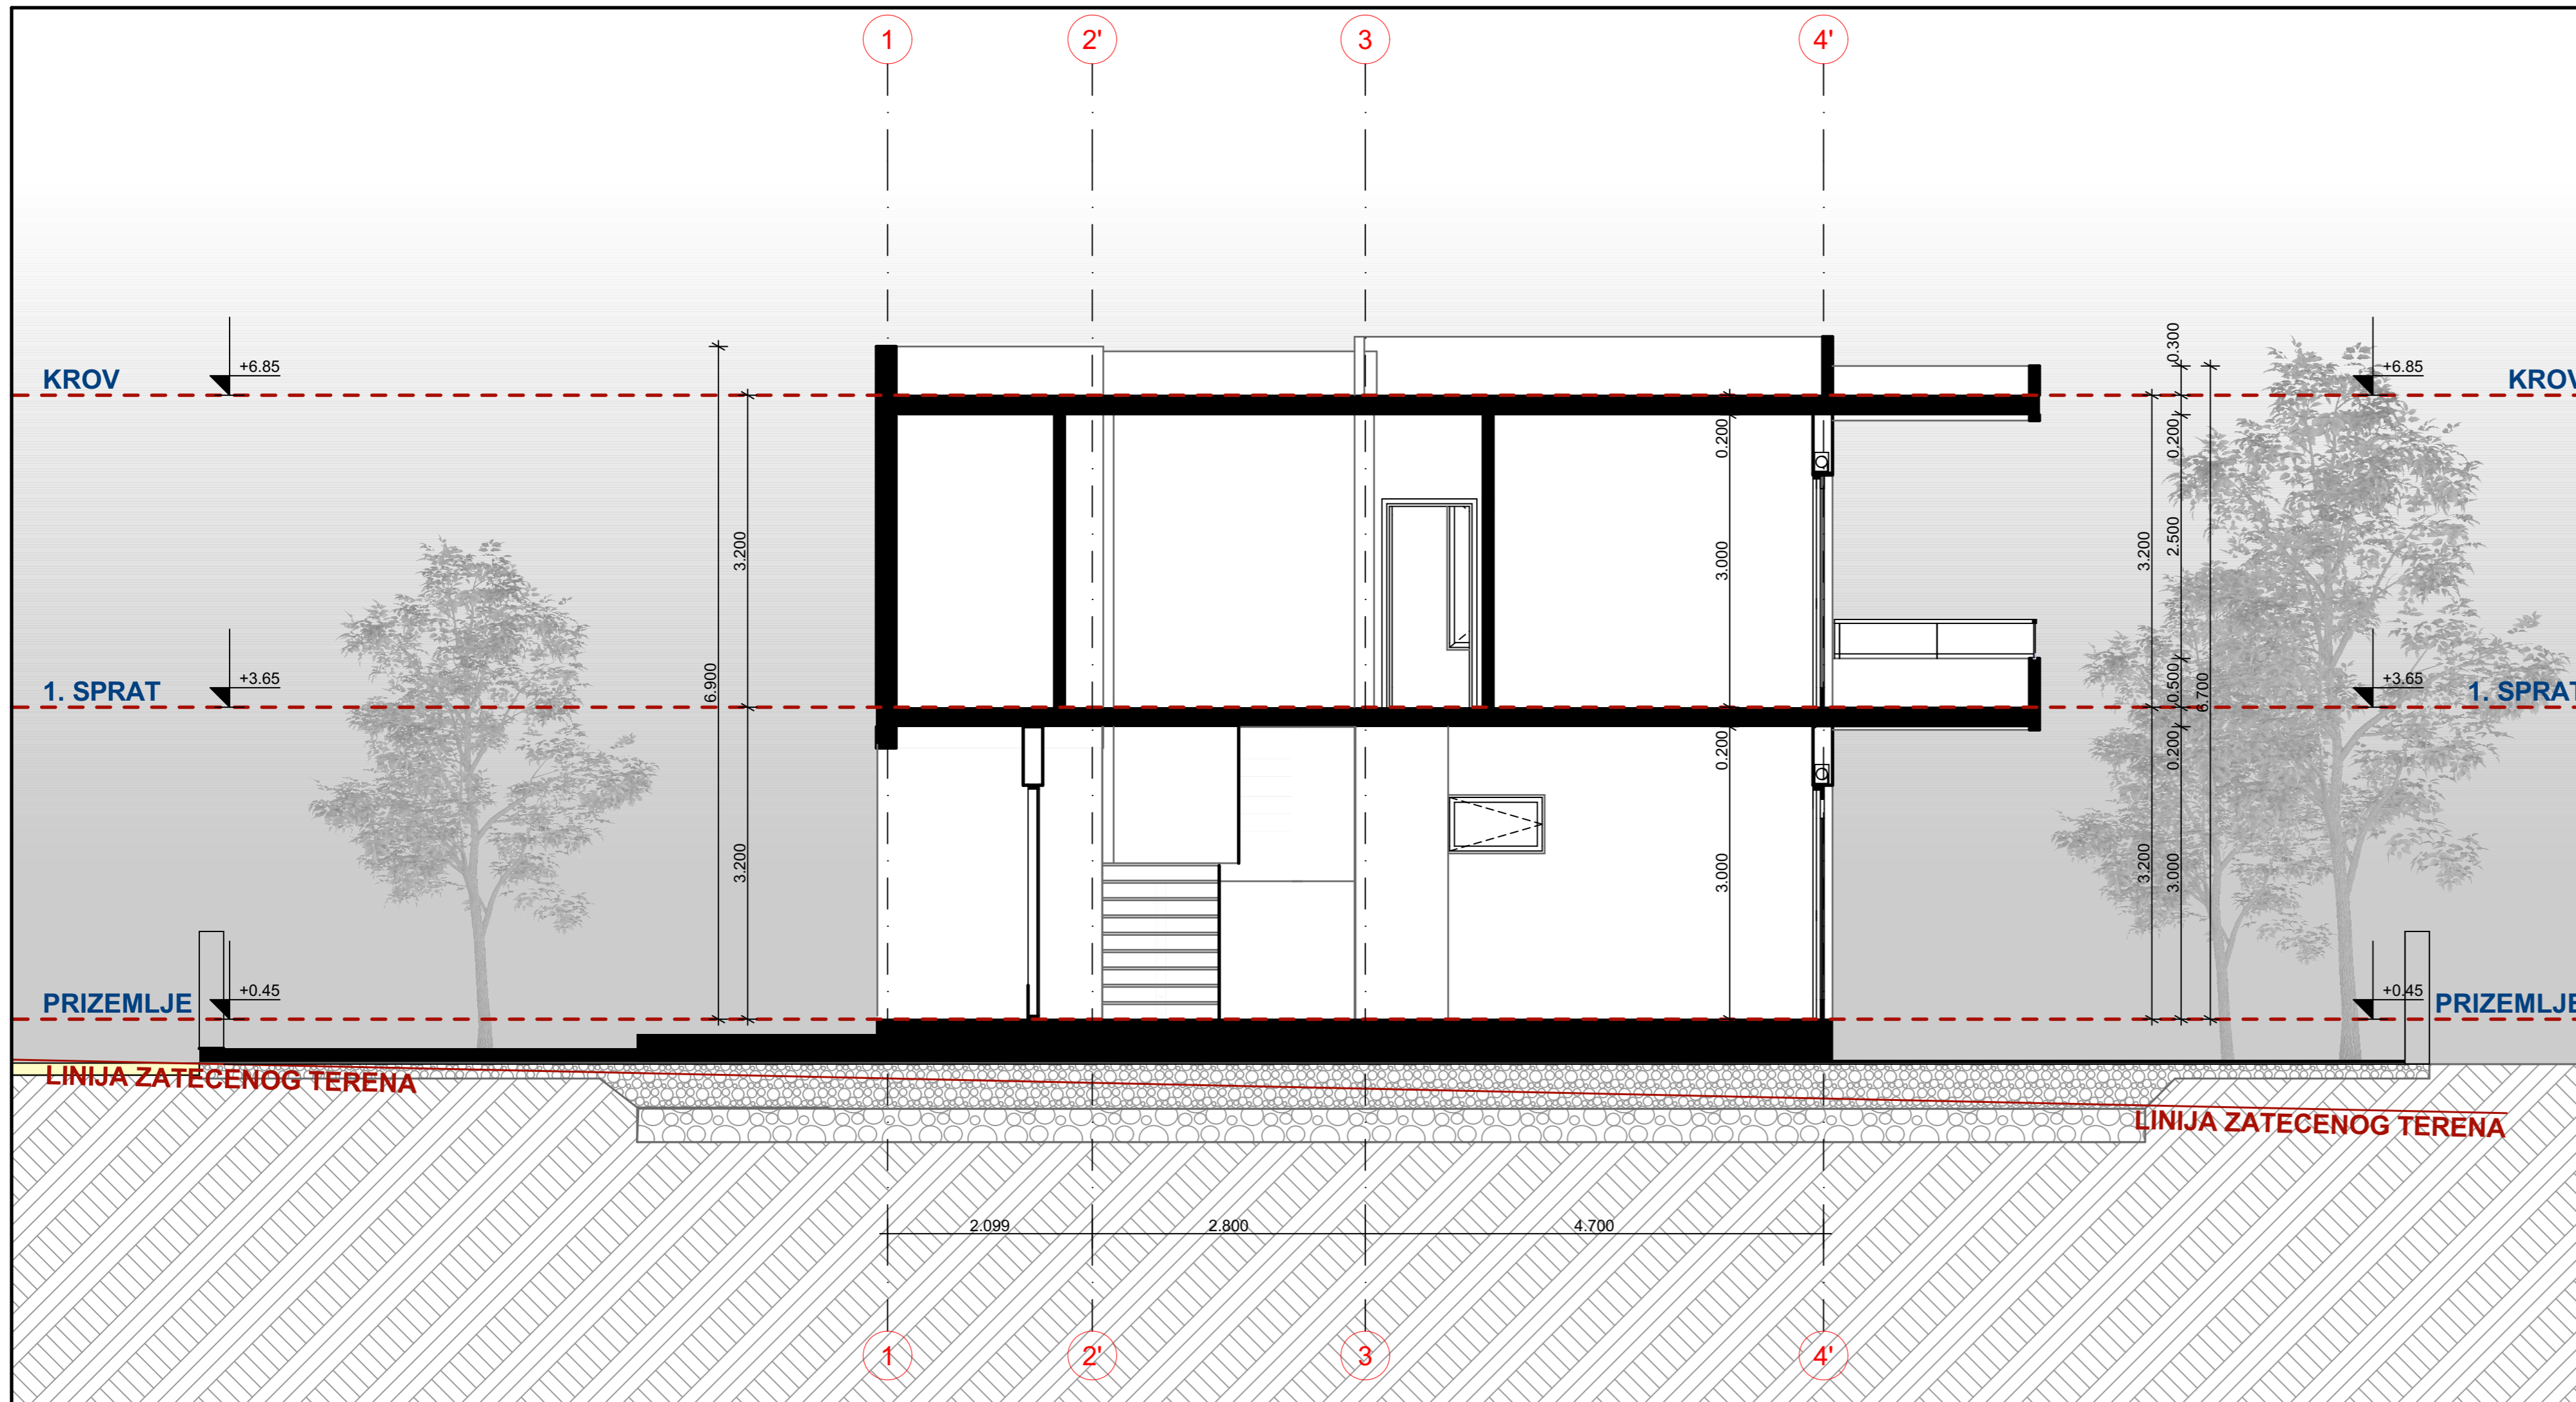 1 2' 3 4'
0.300
+6.85 +6.85
KROV KROV
0.200 0.200
3.200 3.000 3.200 2.500
6.900 0.500 6.700
+3.65 +3.65
1. SPRAT 1. SPRAT
0.200 0.200
3.200 3.000 3.200 3.000
+0.45 +0.45
PRIZEMLJE PRIZEMLJE
LINIJA ZATECENOG TERENA
LINIJA ZATECENOG TERENA
2.099 2.800 4.700
1 2' 3 4'